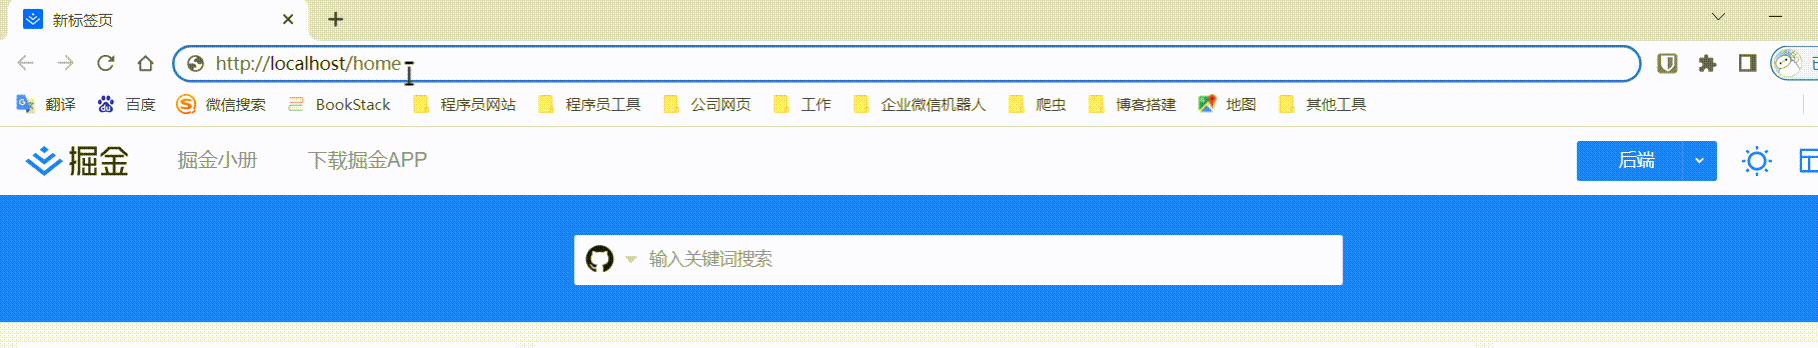 新标签页
http://localhost/home
翻译 百度 微信搜索 BookStack 程序员网站 程序员工具 公司网页 工作 企业微信机器人 爬虫 博客搭建 地图 其他工具
掘金 掘金小册 下载掘金APP 后端
输入关键词搜索